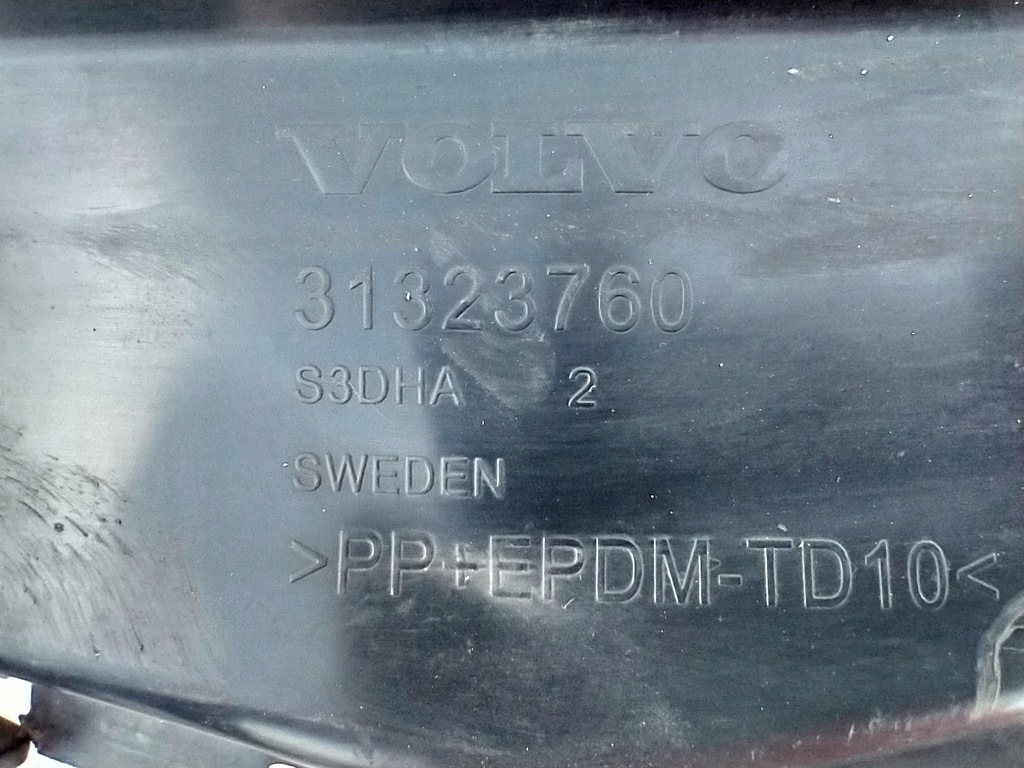 VOLVO
31323760
S3DHA 2
SWEDEN
>PP+EPDM-TD10<